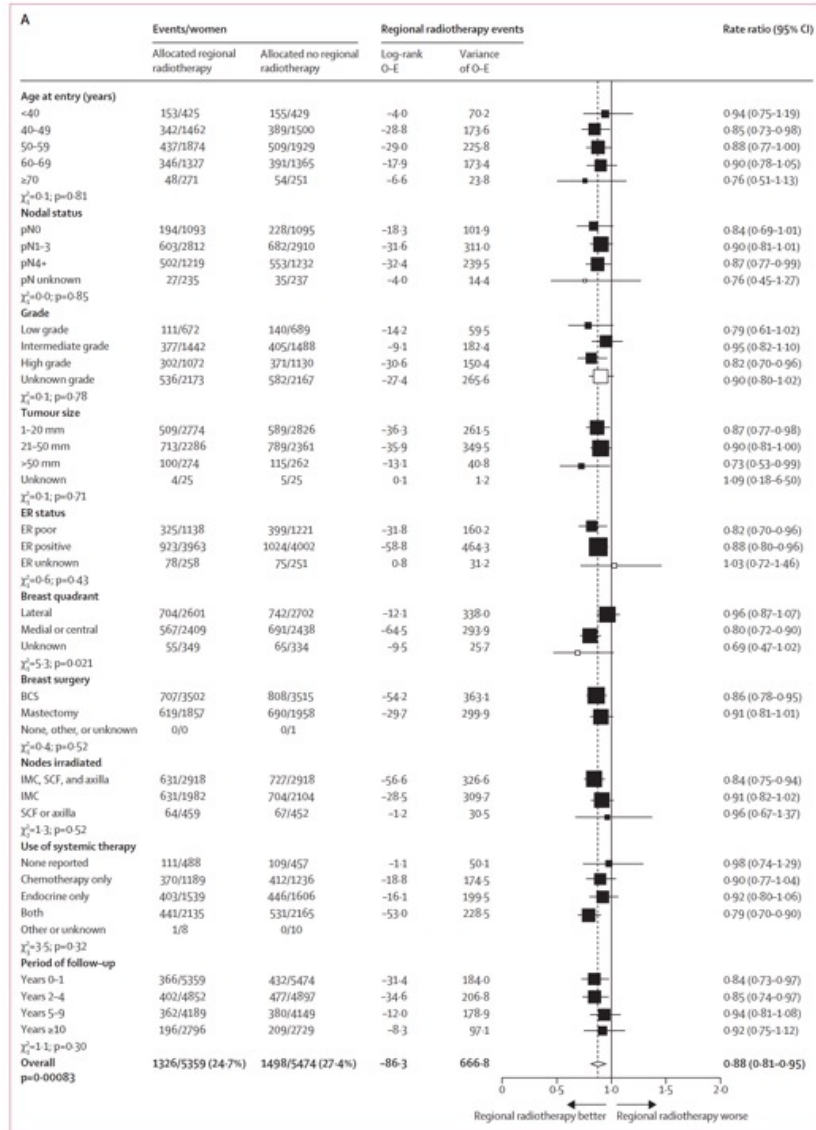 A
Events/women Regional radiotherapy events Rate ratio (95% CI)
Allocated regional radiotherapy Allocated no regional radiotherapy Log-rank O–E Variance of O–E
Age at entry (years)
<40 153/425 155/429 –4·0 70·2 0·94 (0·75–1·19)
40–49 342/1462 389/1500 –28·8 173·6 0·85 (0·73–0·98)
50–59 437/1874 509/1929 –29·0 225·8 0·88 (0·77–1·00)
60–69 346/1327 391/1365 –17·9 173·4 0·90 (0·78–1·05)
≥70 48/271 54/251 –6·6 23·8 0·76 (0·51–1·13)
χ²₁=0·1; p=0·81
Nodal status
pN0 194/1093 228/1095 –18·3 101·9 0·84 (0·69–1·01)
pN1–3 603/2812 682/2910 –31·6 311·0 0·90 (0·81–1·01)
pN4+ 502/1219 553/1232 –32·4 239·5 0·87 (0·77–0·99)
pN unknown 27/235 35/237 –4·0 14·4 0·76 (0·45–1·27)
χ²₁=0·0; p=0·85
Grade
Low grade 111/672 140/689 –14·2 59·5 0·79 (0·61–1·02)
Intermediate grade 377/1442 405/1488 –9·1 182·4 0·95 (0·82–1·10)
High grade 302/1072 371/1130 –30·6 150·4 0·82 (0·70–0·96)
Unknown grade 536/2173 582/2167 –27·4 265·6 0·90 (0·80–1·02)
χ²₁=0·1; p=0·78
Tumour size
1–20 mm 509/2774 589/2826 –36·3 261·5 0·87 (0·77–0·98)
21–50 mm 713/2286 789/2361 –35·9 349·5 0·90 (0·81–1·00)
>50 mm 100/274 115/262 –13·1 40·8 0·73 (0·53–0·99)
Unknown 4/25 5/25 0·1 1·2 1·09 (0·18–6·50)
χ²₁=0·1; p=0·71
ER status
ER poor 325/1138 399/1221 –31·8 160·2 0·82 (0·70–0·96)
ER positive 923/3963 1024/4002 –58·8 464·3 0·88 (0·80–0·96)
ER unknown 78/258 75/251 0·8 31·2 1·03 (0·72–1·46)
χ²₁=0·6; p=0·43
Breast quadrant
Lateral 704/2601 742/2702 –12·1 338·0 0·96 (0·87–1·07)
Medial or central 567/2409 691/2438 –64·5 293·9 0·80 (0·72–0·90)
Unknown 55/349 65/334 –9·5 25·7 0·69 (0·47–1·02)
χ²₁=5·3; p=0·021
Breast surgery
BCS 707/3502 808/3515 –54·2 363·1 0·86 (0·78–0·95)
Mastectomy 619/1857 690/1958 –29·7 299·9 0·91 (0·81–1·01)
None, other, or unknown 0/0 0/1
χ²₁=0·4; p=0·52
Nodes irradiated
IMC, SCF, and axilla 631/2918 727/2918 –56·6 326·6 0·84 (0·75–0·94)
IMC 631/1982 704/2104 –28·5 309·7 0·91 (0·82–1·02)
SCF or axilla 64/459 67/452 –1·2 30·5 0·96 (0·67–1·37)
χ²₂=1·3; p=0·52
Use of systemic therapy
None reported 111/488 109/457 –1·1 50·1 0·98 (0·74–1·29)
Chemotherapy only 370/1189 412/1236 –18·8 174·5 0·90 (0·77–1·04)
Endocrine only 403/1539 446/1606 –16·1 199·5 0·92 (0·80–1·06)
Both 441/2135 531/2165 –53·0 228·5 0·79 (0·70–0·90)
Other or unknown 1/8 0/10
χ²₃=3·5; p=0·32
Period of follow-up
Years 0–1 366/5359 432/5474 –31·4 184·0 0·84 (0·73–0·97)
Years 2–4 402/4852 477/4897 –34·6 206·8 0·85 (0·74–0·97)
Years 5–9 362/4189 380/4149 –12·0 178·9 0·94 (0·81–1·08)
Years ≥10 196/2796 209/2729 –8·3 97·1 0·92 (0·75–1·12)
χ²₁=1·1; p=0·30
Overall 1326/5359 (24·7%) 1498/5474 (27·4%) –86·3 666·8 0·88 (0·81–0·95)
p=0·00083
0 0·5 1·0 1·5 2·0
Regional radiotherapy better Regional radiotherapy worse